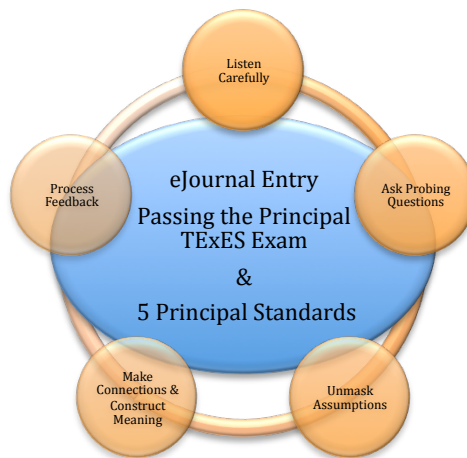 Listen
Carefully
Process
Feedback
Ask Probing
Questions
eJournal Entry
Passing the Principal
TExES Exam
&
5 Principal Standards
Make
Connections &
Construct
Meaning
Unmask
Assumptions